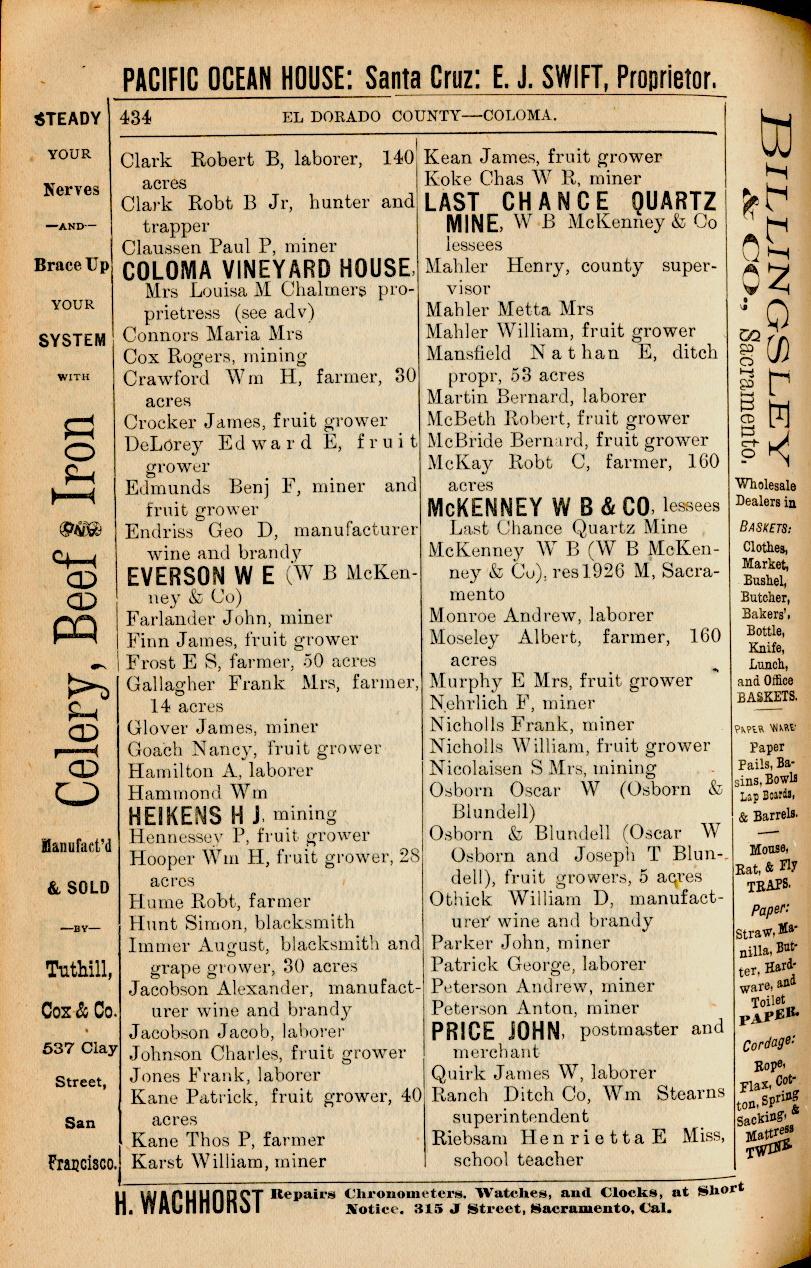 PACIFIC OCEAN HOUSE: Santa Cruz: E. J. SWIFT, Proprietor.
STEADY
YOUR
Nerves
—AND—
Brace Up
YOUR
SYSTEM
WITH
Celery, Beef and Iron
Manufact'd
& SOLD
—BY—
Tuthill,
Cox & Co.
537 Clay
Street,
San
Francisco.
434 EL DORADO COUNTY—COLOMA.
Clark Robert B, laborer, 140
acres
Clark Robt B Jr, hunter and
trapper
Claussen Paul P, miner
COLOMA VINEYARD HOUSE,
Mrs Louisa M Chalmers pro-
prietress (see adv)
Connors Maria Mrs
Cox Rogers, mining
Crawford Wm H, farmer, 30
acres
Crocker James, fruit grower
DeLorey Edward E, fruit
grower
Edmunds Benj F, miner and
fruit grower
Endriss Geo D, manufacturer
wine and brandy
EVERSON W E (W B McKen-
ney & Co)
Farlander John, miner
Finn James, fruit grower
Frost E S, farmer, 50 acres
Gallagher Frank Mrs, farmer,
14 acres
Glover James, miner
Goach Nancy, fruit grower
Hamilton A, laborer
Hammond Wm
HEIKENS H J, mining
Hennessey P, fruit grower
Hooper Wm H, fruit grower, 28
acres
Hume Robt, farmer
Hunt Simon, blacksmith
Immer August, blacksmith and
grape grower, 30 acres
Jacobson Alexander, manufact-
urer wine and brandy
Jacobson Jacob, laborer
Johnson Charles, fruit grower
Jones Frank, laborer
Kane Patrick, fruit grower, 40
acres
Kane Thos P, farmer
Karst William, miner
Kean James, fruit grower
Koke Chas W R, miner
LAST CHANCE QUARTZ
MINE, W B McKenney & Co
lessees
Mahler Henry, county super-
visor
Mahler Metta Mrs
Mahler William, fruit grower
Mansfield Nathan E, ditch
propr, 53 acres
Martin Bernard, laborer
McBeth Robert, fruit grower
McBride Bernard, fruit grower
McKay Robt C, farmer, 160
acres
McKENNEY W B & CO, lessees
Last Chance Quartz Mine
McKenney W B (W B McKen-
ney & Co), res 1926 M, Sacra-
mento
Monroe Andrew, laborer
Moseley Albert, farmer, 160
acres
Murphy E Mrs, fruit grower
Nehrlich F, miner
Nicholls Frank, miner
Nicholls William, fruit grower
Nicolaisen S Mrs, mining
Osborn Oscar W (Osborn &
Blundell)
Osborn & Blundell (Oscar W
Osborn and Joseph T Blun-
dell), fruit growers, 5 acres
Othick William D, manufact-
urer wine and brandy
Parker John, miner
Patrick George, laborer
Peterson Andrew, miner
Peterson Anton, miner
PRICE JOHN, postmaster and
merchant
Quirk James W, laborer
Ranch Ditch Co, Wm Stearns
superintendent
Riebsam Henrietta E Miss,
school teacher
BILLINGSLEY
& CO., Sacramento.
Wholesale
Dealers in
BASKETS:
Clothes,
Market,
Bushel,
Butcher,
Bakers',
Bottle,
Knife,
Lunch,
and Office
BASKETS.
PAPER WARE:
Paper
Pails, Ba-
sins, Bowls
Lap Boards,
& Barrels.
Mouse,
Rat, & Fly
TRAPS.
Paper:
Straw, Ma-
nilla, But-
ter, Hard-
ware, and
Toilet
PAPER.
Cordage:
Rope,
Flax, Cot-
ton, Spring
Sacking, &
Mattress
TWINE.
H. WACHHORST Repairs Chronometers, Watches, and Clocks, at Short
Notice. 315 J Street, Sacramento, Cal.